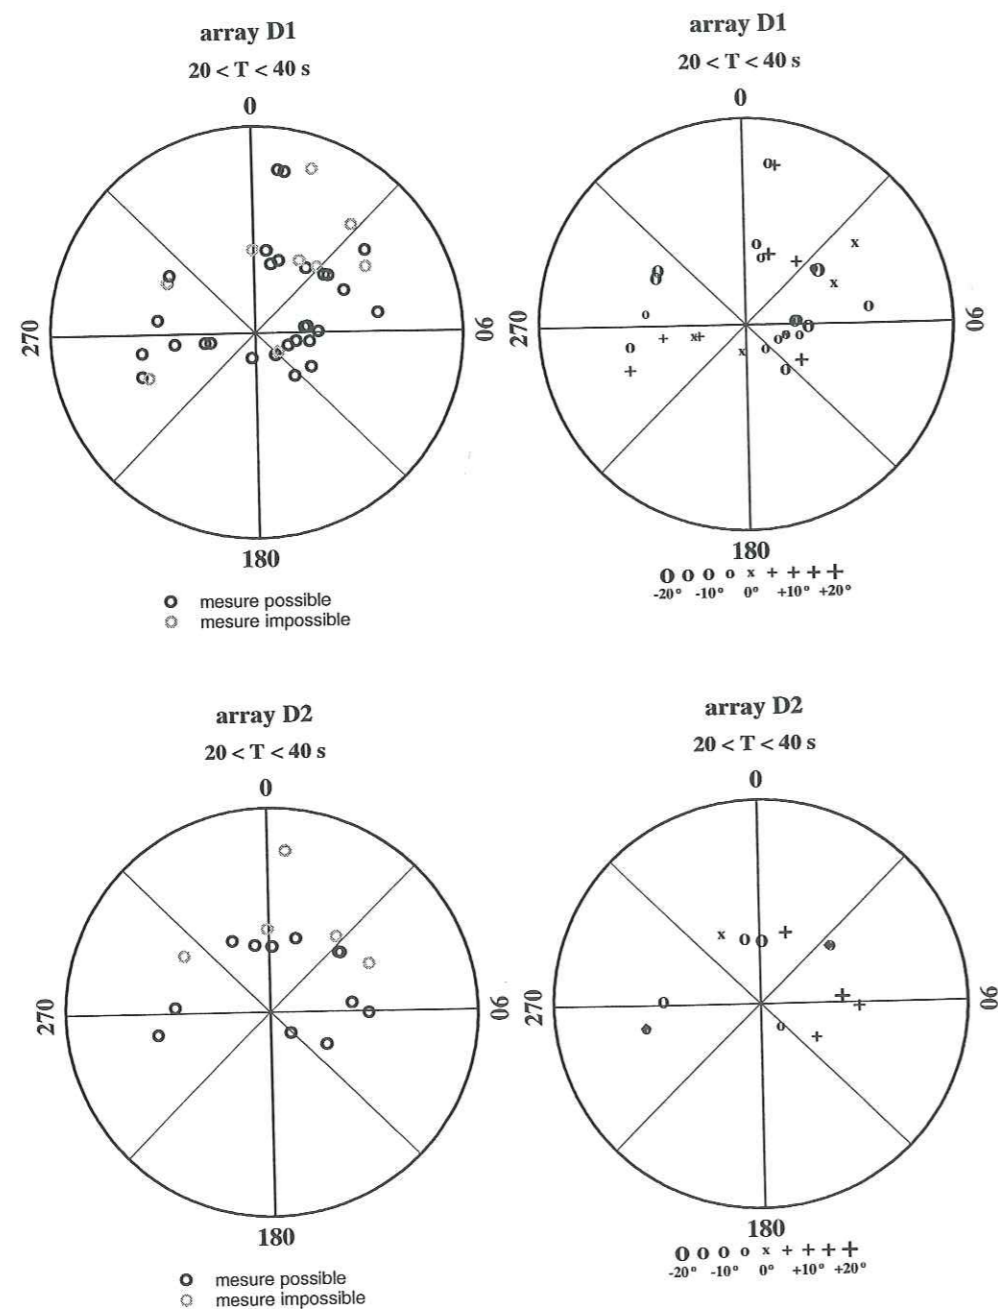 array D1
20 < T < 40 s
0
270
90
180
mesure possible
mesure impossible
array D1
20 < T < 40 s
0
270
90
180
O o o o x + + + +
-20° -10° 0° +10° +20°
array D2
20 < T < 40 s
0
270
90
180
mesure possible
mesure impossible
array D2
20 < T < 40 s
0
270
90
180
O o o o x + + + +
-20° -10° 0° +10° +20°